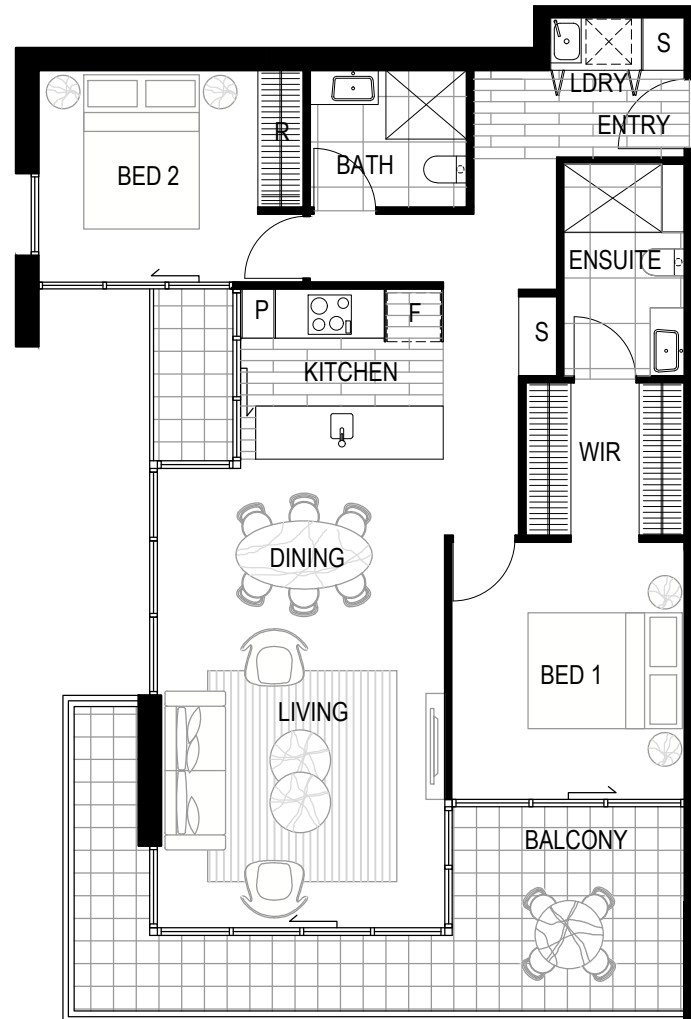 S
LDRY
ENTRY
R
BATH
BED 2
ENSUITE
P
F
S
KITCHEN
WIR
DINING
BED 1
LIVING
BALCONY